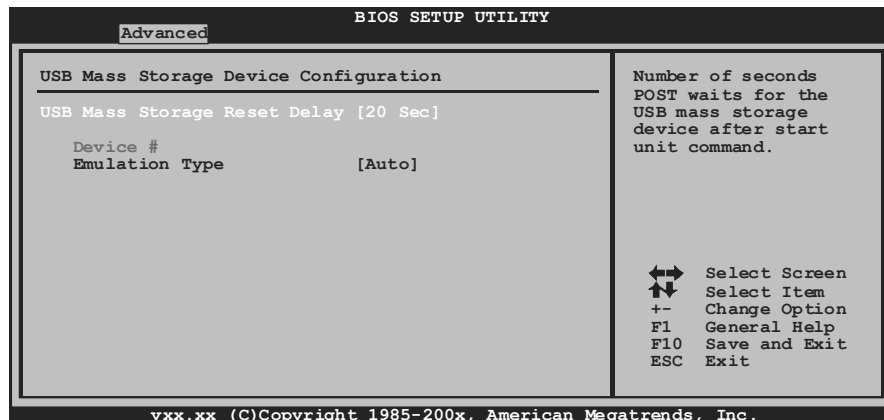 BIOS SETUP UTILITY
Advanced
USB Mass Storage Device Configuration
USB Mass Storage Reset Delay [20 Sec]
Device #
Emulation Type [Auto]
Number of seconds
POST waits for the
USB mass storage
device after start
unit command.
Select Screen
Select Item
+- Change Option
F1 General Help
F10 Save and Exit
ESC Exit
vxx.xx (C)Copyright 1985-200x, American Megatrends, Inc.